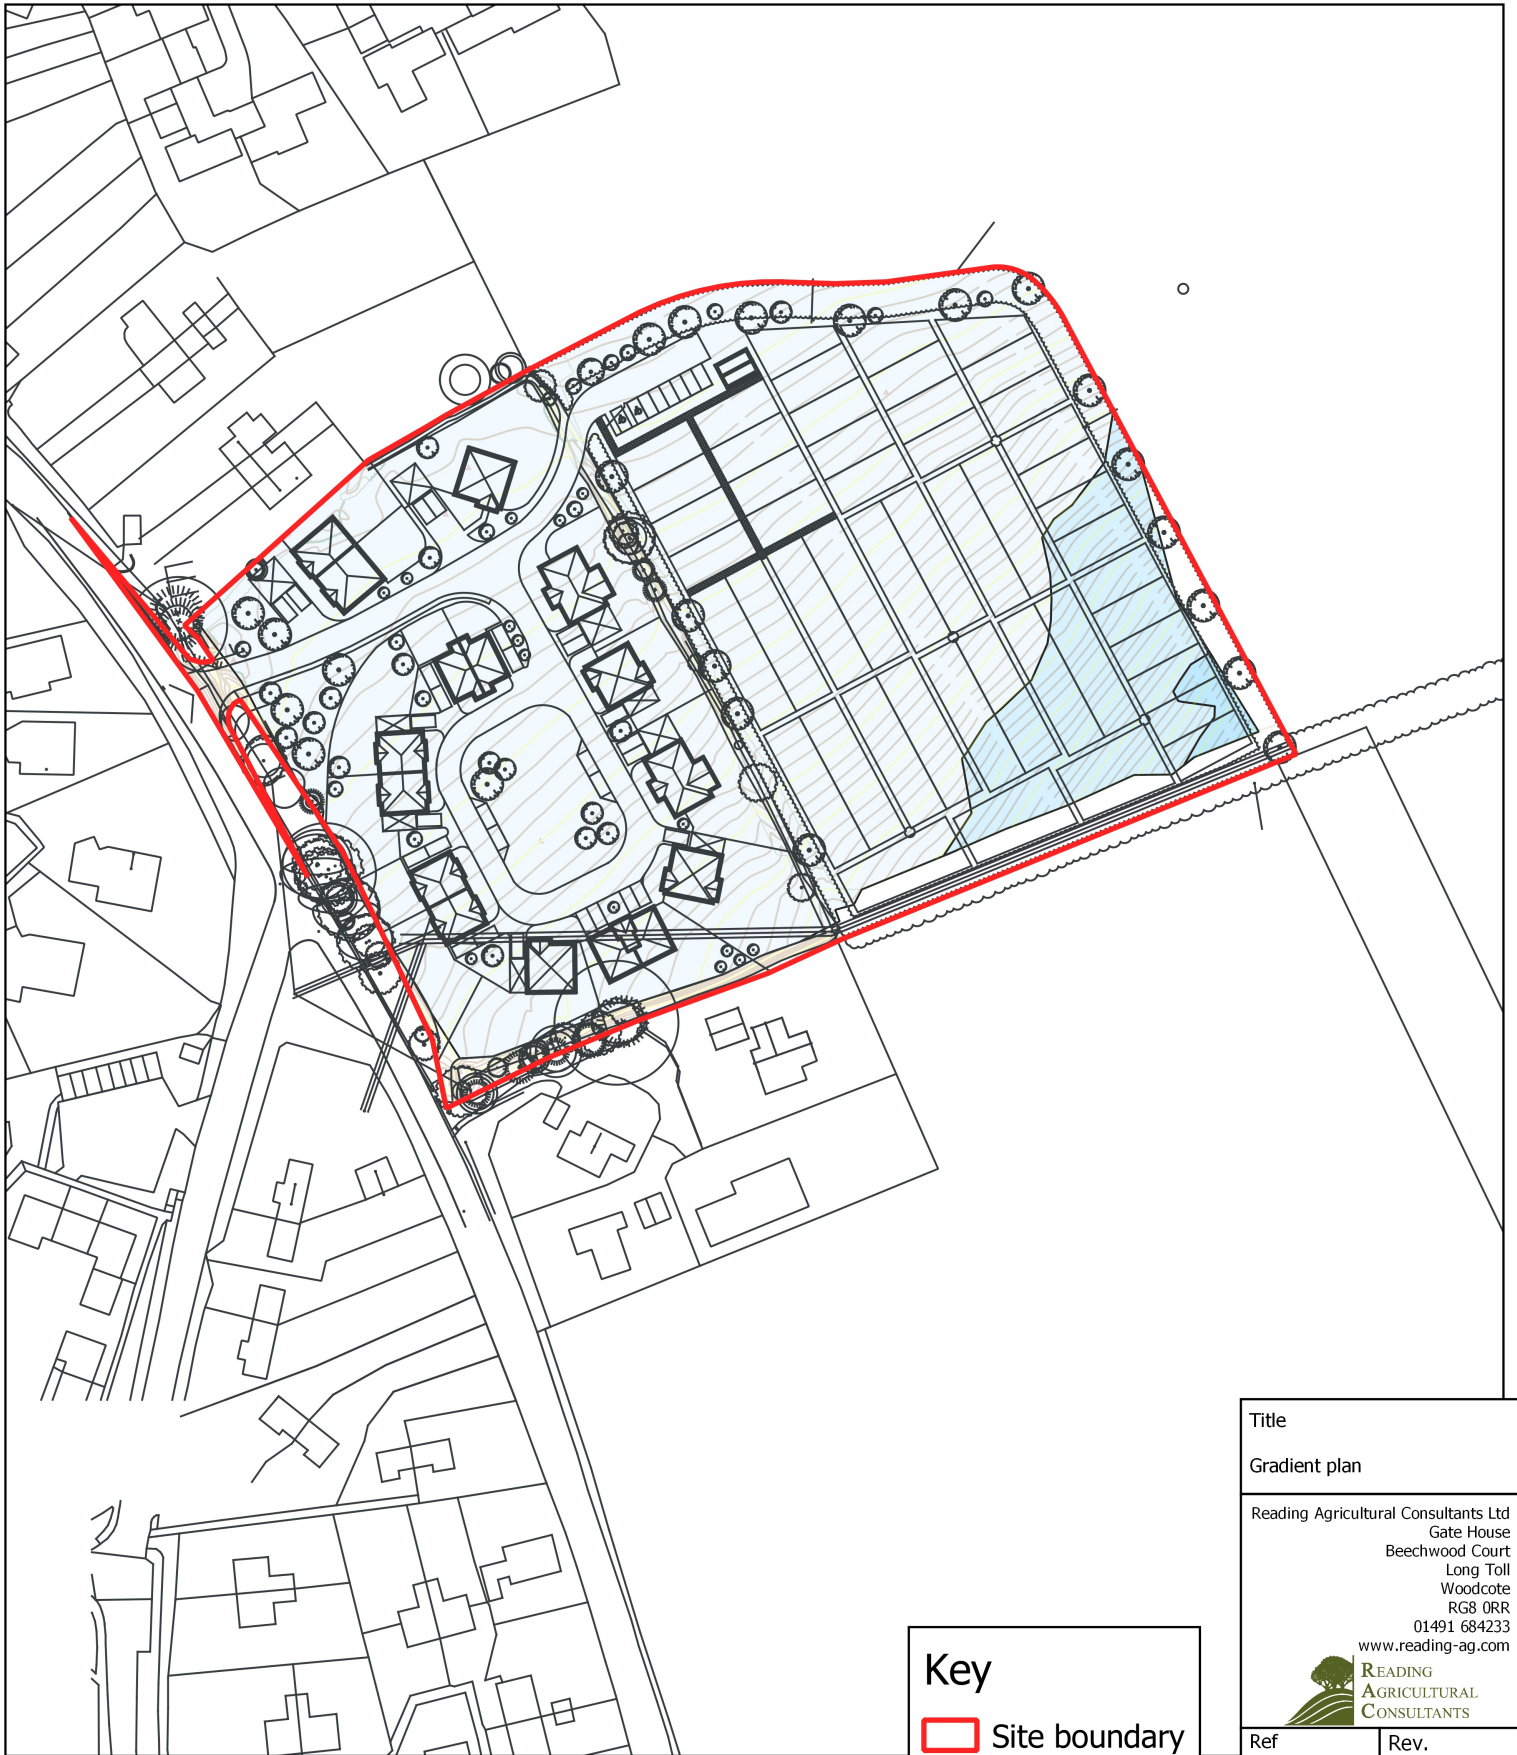 Title
Gradient plan
Reading Agricultural Consultants Ltd
Gate House
Beechwood Court
Long Toll
Woodcote
RG8 0RR
01491 684233
www.reading-ag.com
READING
AGRICULTURAL
CONSULTANTS
Ref
Rev.
Key
Site boundary